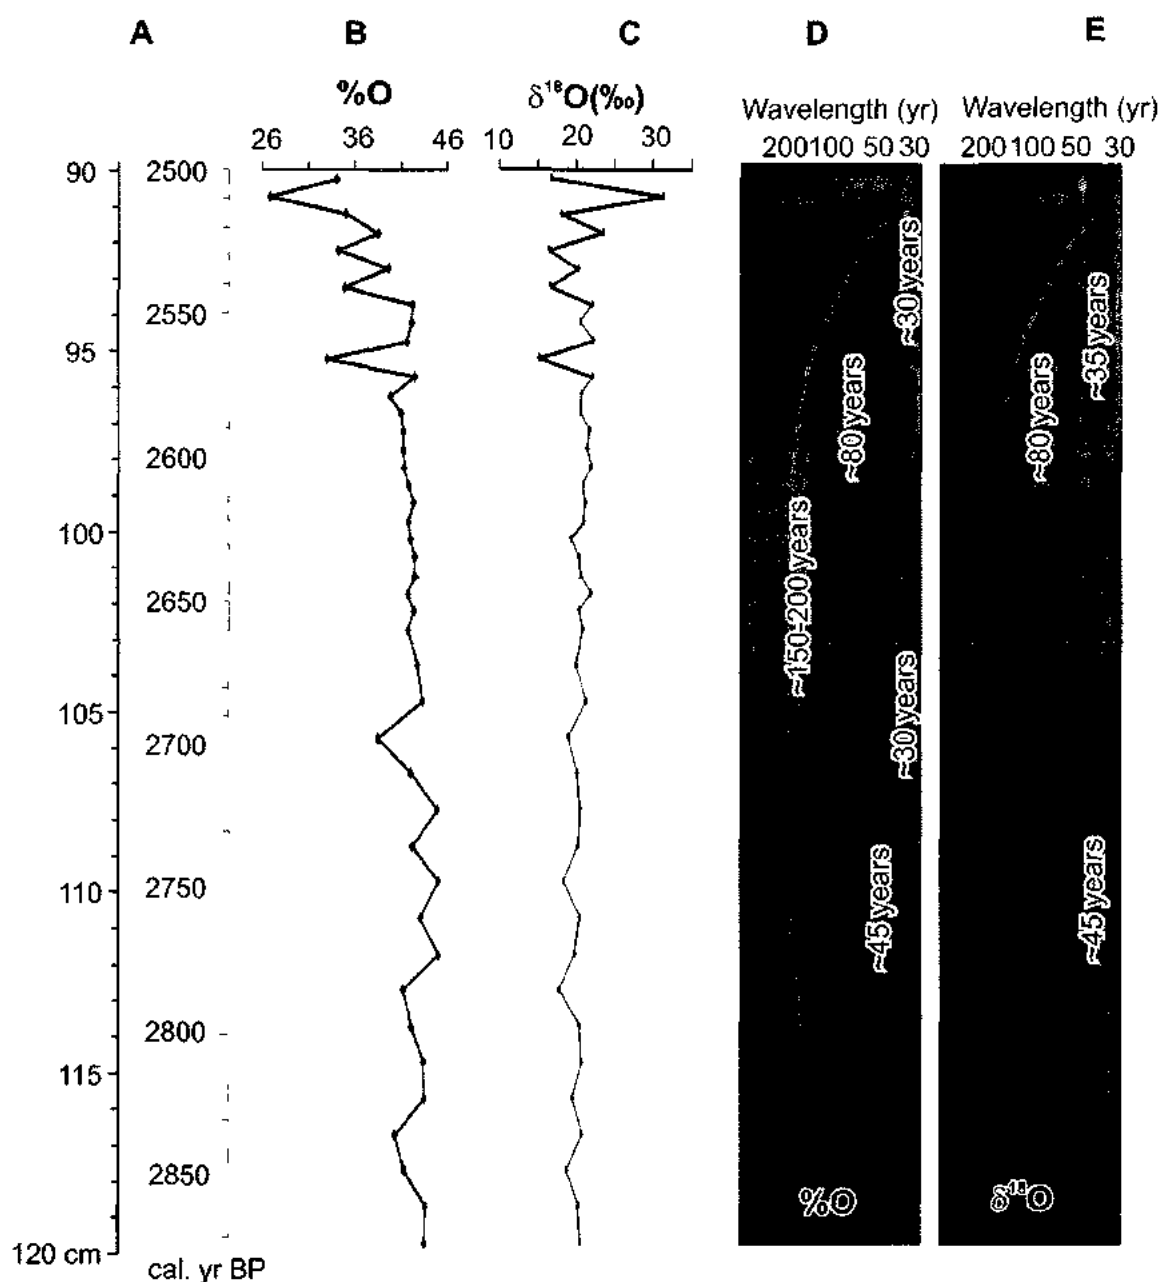 A B C D E
%O δ¹⁸O(‰) Wavelength (yr) Wavelength (yr)
26 36 46 10 20 30 200 100 50 30 200 100 50 30
90 2500
2550
95
2600
100
2650
105
2700
110 2750
2800
115
2850
120 cm
cal. yr BP
≈30 years
≈80 years
≈150-200 years
≈30 years
≈45 years
%O
≈35 years
≈80 years
≈45 years
δ¹⁸O